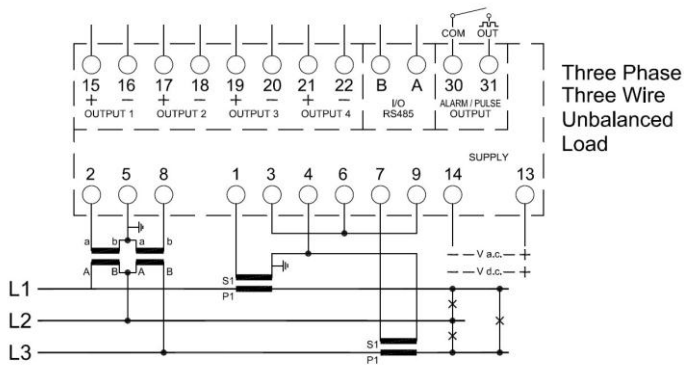 COM OUT
15 16 17 18 19 20 21 22 B A 30 31
+ − + − + − + −
OUTPUT 1 OUTPUT 2 OUTPUT 3 OUTPUT 4
I/O
RS485
ALARM / PULSE
OUTPUT
Three Phase
Three Wire
Unbalanced
Load
SUPPLY
2 5 8 1 3 4 6 7 9 14 13
a b a b
A B A B
S1
P1
S1
P1
− V a.c. +
− V d.c. +
L1
L2
L3